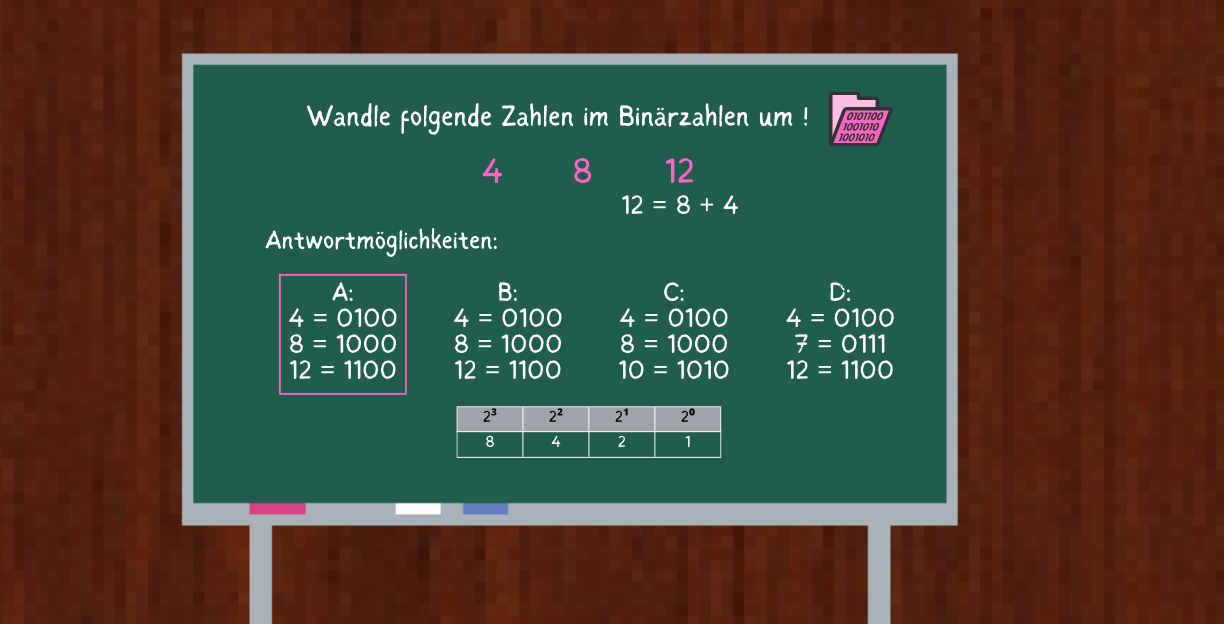 Wandle folgende Zahlen im Binärzahlen um !
0101100
1001010
1001010
4 8 12
12 = 8 + 4
Antwortmöglichkeiten:
A:
4 = 0100
8 = 1000
12 = 1100
B:
4 = 0100
8 = 1000
12 = 1100
C:
4 = 0100
8 = 1000
10 = 1010
D:
4 = 0100
7 = 0111
12 = 1100
2³ 2² 2¹ 2⁰
8 4 2 1